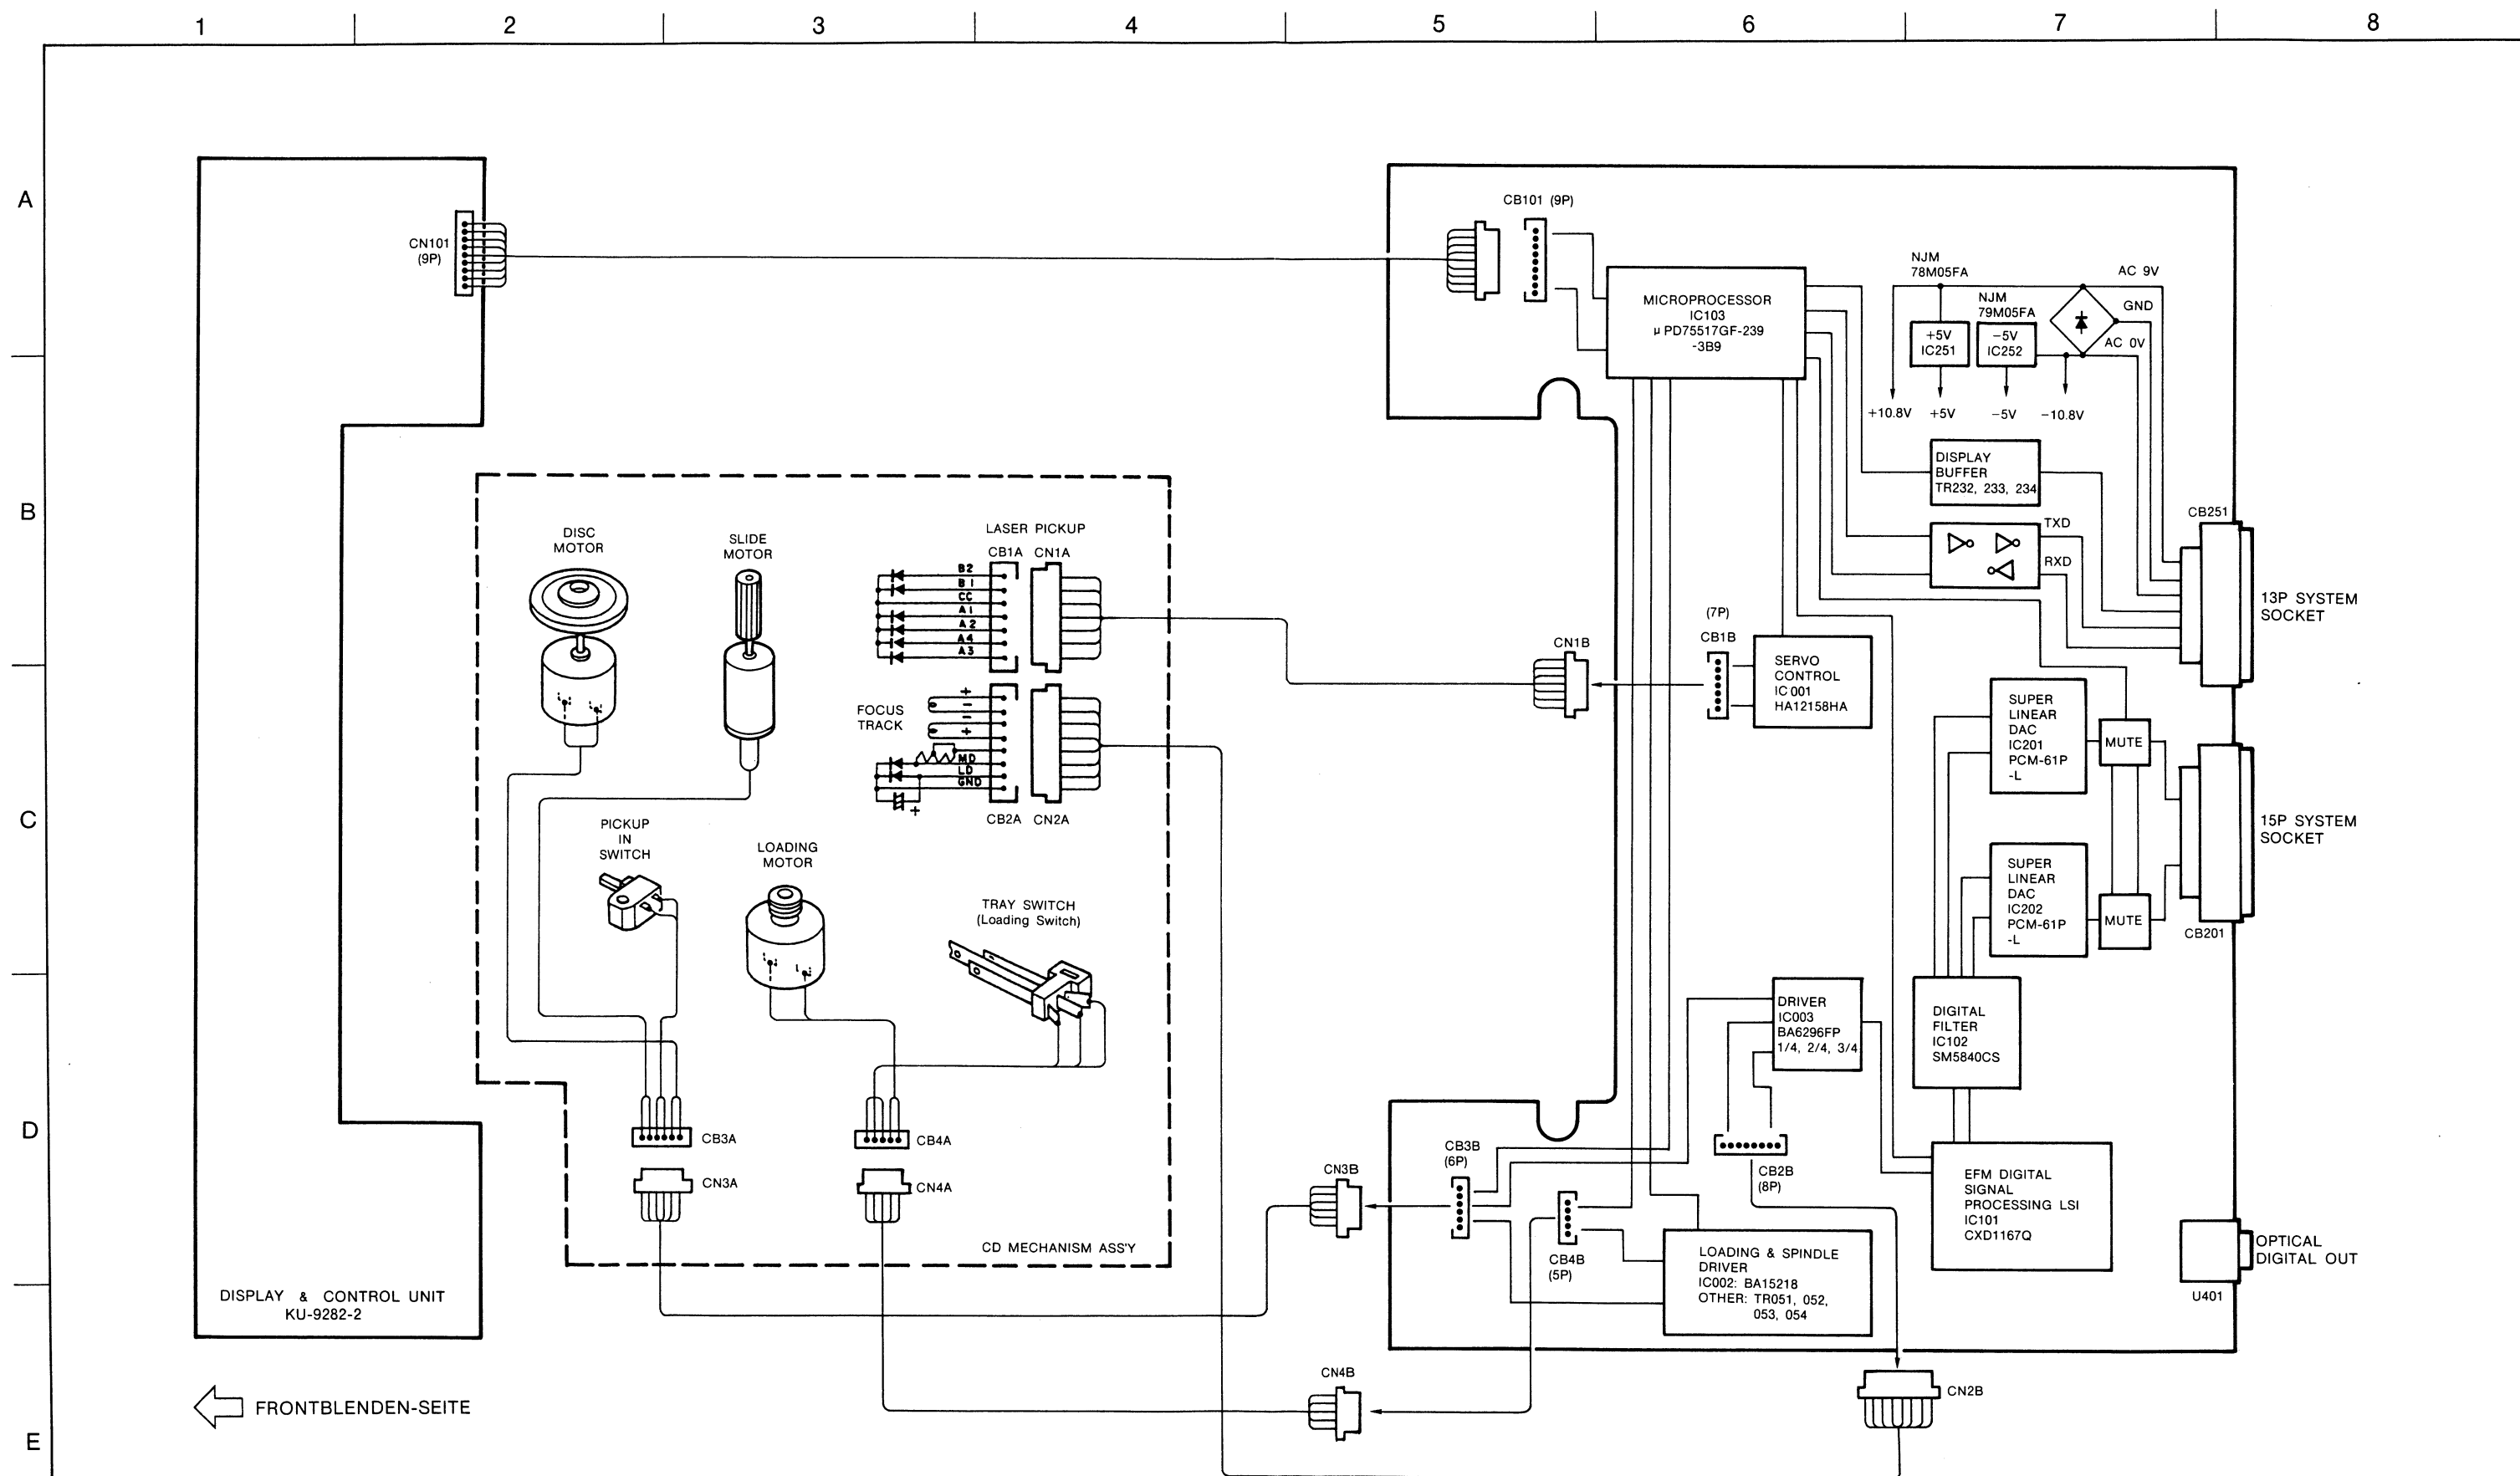 1 2 3 4 5 6 7 8
A
B
C
D
E
CN101
(9P)
DISPLAY & CONTROL UNIT
KU-9282-2
FRONTBLENDEN-SEITE
DISC
MOTOR
SLIDE
MOTOR
LASER PICKUP
CB1A CN1A
B2
B1
CC
A1
A2
A4
A3
FOCUS
TRACK
+
−
−
+
MD
LD
GND
+
CB2A CN2A
PICKUP
IN
SWITCH
LOADING
MOTOR
TRAY SWITCH
(Loading Switch)
CB3A
CN3A
CB4A
CN4A
CD MECHANISM ASS'Y
CB101 (9P)
MICROPROCESSOR
IC103
μPD75517GF-239
-3B9
NJM
78M05FA
NJM
79M05FA
AC 9V
GND
AC 0V
+5V
IC251
−5V
IC252
+10.8V +5V −5V −10.8V
DISPLAY
BUFFER
TR232, 233, 234
TXD
RXD
CB251
13P SYSTEM
SOCKET
CN1B
(7P)
CB1B
SERVO
CONTROL
IC001
HA12158HA
SUPER
LINEAR
DAC
IC201
PCM-61P
-L
MUTE
15P SYSTEM
SOCKET
SUPER
LINEAR
DAC
IC202
PCM-61P
-L
MUTE
CB201
DRIVER
IC003
BA6296FP
1/4, 2/4, 3/4
DIGITAL
FILTER
IC102
SM5840CS
CB3B
(6P)
CN3B
CB2B
(8P)
EFM DIGITAL
SIGNAL
PROCESSING LSI
IC101
CXD1167Q
CB4B
(5P)
LOADING & SPINDLE
DRIVER
IC002: BA15218
OTHER: TR051, 052,
053, 054
OPTICAL
DIGITAL OUT
U401
CN4B
CN2B